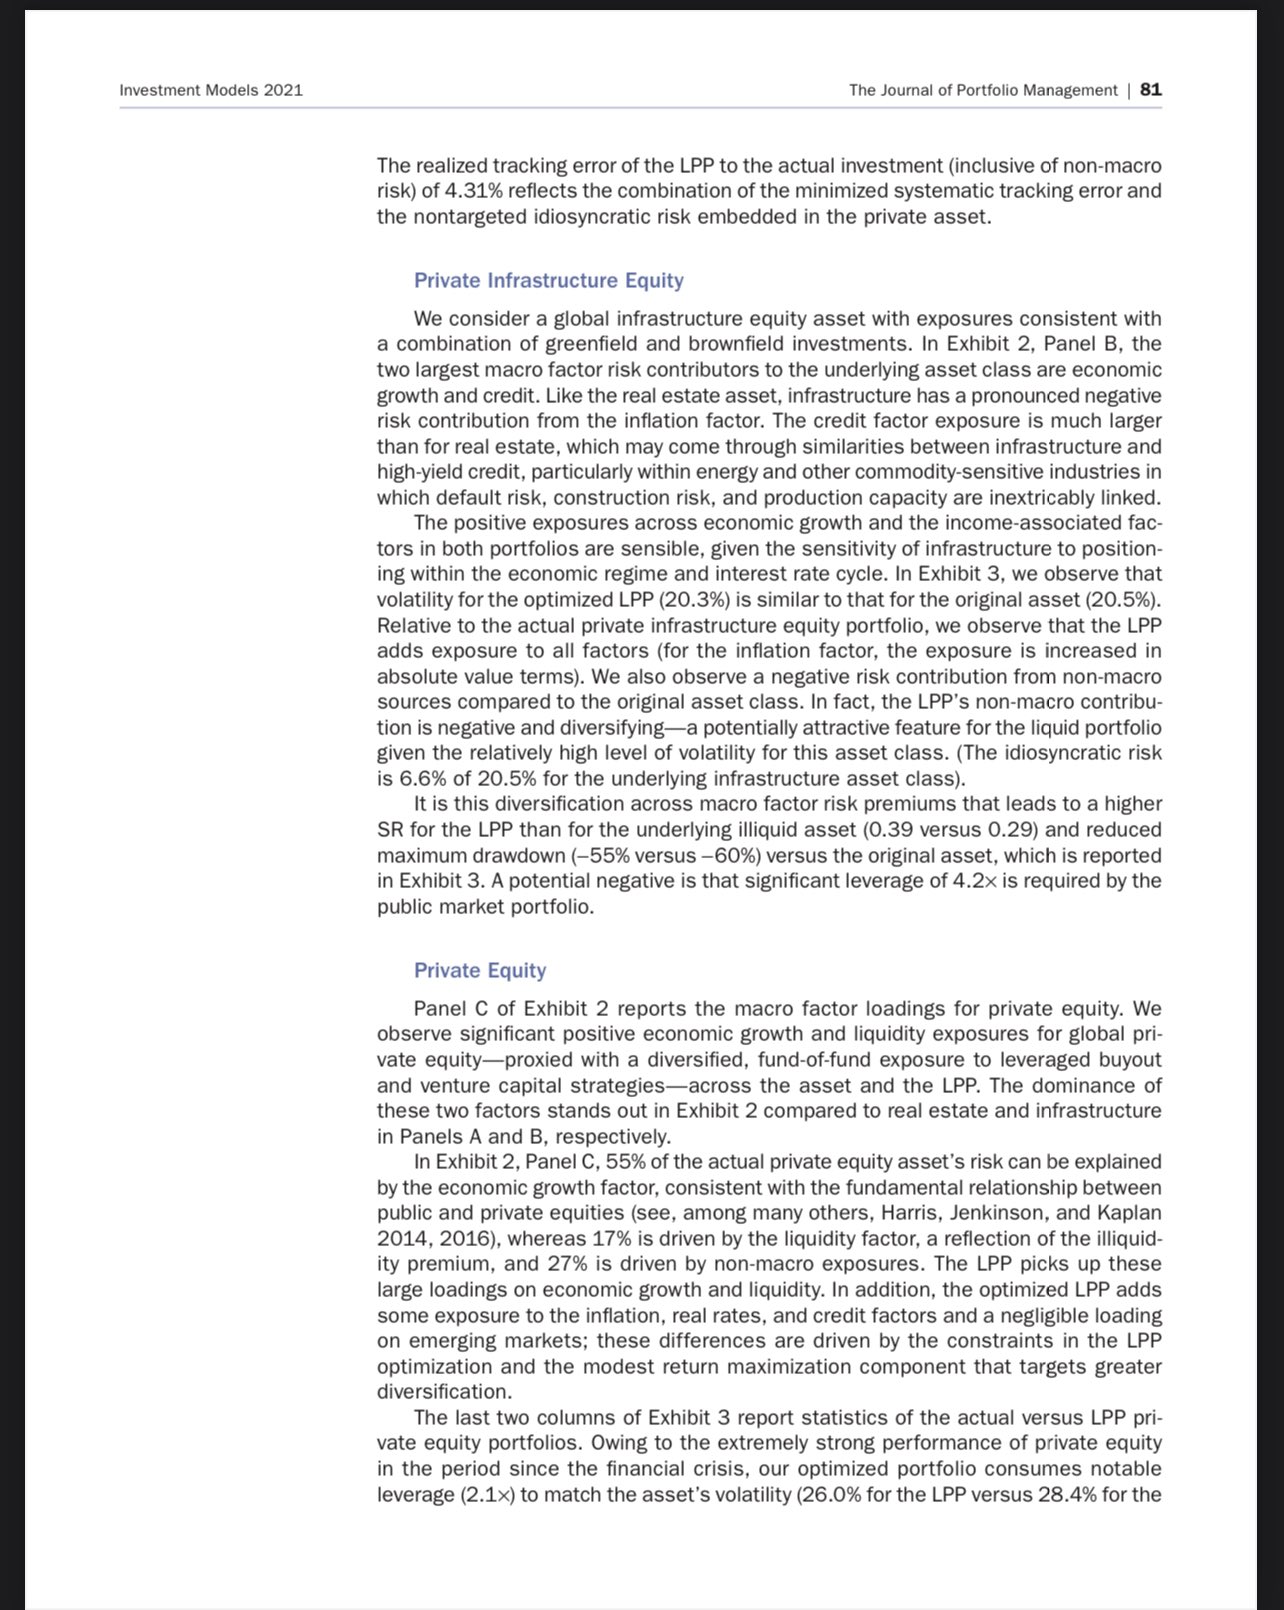 Investment Models 2021
The Journal of Portfolio Management | 81
The realized tracking error of the LPP to the actual investment (inclusive of non-macro
risk) of 4.31% reflects the combination of the minimized systematic tracking error and
the nontargeted idiosyncratic risk embedded in the private asset.
Private Infrastructure Equity
We consider a global infrastructure equity asset with exposures consistent with
a combination of greenfield and brownfield investments. In Exhibit 2, Panel B, the
two largest macro factor risk contributors to the underlying asset class are economic
growth and credit. Like the real estate asset, infrastructure has a pronounced negative
risk contribution from the inflation factor. The credit factor exposure is much larger
than for real estate, which may come through similarities between infrastructure and
high-yield credit, particularly within energy and other commodity-sensitive industries in
which default risk, construction risk, and production capacity are inextricably linked.
The positive exposures across economic growth and the income-associated fac-
tors in both portfolios are sensible, given the sensitivity of infrastructure to position-
ing within the economic regime and interest rate cycle. In Exhibit 3, we observe that
volatility for the optimized LPP (20.3%) is similar to that for the original asset (20.5%).
Relative to the actual private infrastructure equity portfolio, we observe that the LPP
adds exposure to all factors (for the inflation factor, the exposure is increased in
absolute value terms). We also observe a negative risk contribution from non-macro
sources compared to the original asset class. In fact, the LPP's non-macro contribu-
tion is negative and diversifying—a potentially attractive feature for the liquid portfolio
given the relatively high level of volatility for this asset class. (The idiosyncratic risk
is 6.6% of 20.5% for the underlying infrastructure asset class).
It is this diversification across macro factor risk premiums that leads to a higher
SR for the LPP than for the underlying illiquid asset (0.39 versus 0.29) and reduced
maximum drawdown (–55% versus –60%) versus the original asset, which is reported
in Exhibit 3. A potential negative is that significant leverage of 4.2× is required by the
public market portfolio.
Private Equity
Panel C of Exhibit 2 reports the macro factor loadings for private equity. We
observe significant positive economic growth and liquidity exposures for global pri-
vate equity—proxied with a diversified, fund-of-fund exposure to leveraged buyout
and venture capital strategies—across the asset and the LPP. The dominance of
these two factors stands out in Exhibit 2 compared to real estate and infrastructure
in Panels A and B, respectively.
In Exhibit 2, Panel C, 55% of the actual private equity asset's risk can be explained
by the economic growth factor, consistent with the fundamental relationship between
public and private equities (see, among many others, Harris, Jenkinson, and Kaplan
2014, 2016), whereas 17% is driven by the liquidity factor, a reflection of the illiquid-
ity premium, and 27% is driven by non-macro exposures. The LPP picks up these
large loadings on economic growth and liquidity. In addition, the optimized LPP adds
some exposure to the inflation, real rates, and credit factors and a negligible loading
on emerging markets; these differences are driven by the constraints in the LPP
optimization and the modest return maximization component that targets greater
diversification.
The last two columns of Exhibit 3 report statistics of the actual versus LPP pri-
vate equity portfolios. Owing to the extremely strong performance of private equity
in the period since the financial crisis, our optimized portfolio consumes notable
leverage (2.1×) to match the asset's volatility (26.0% for the LPP versus 28.4% for the